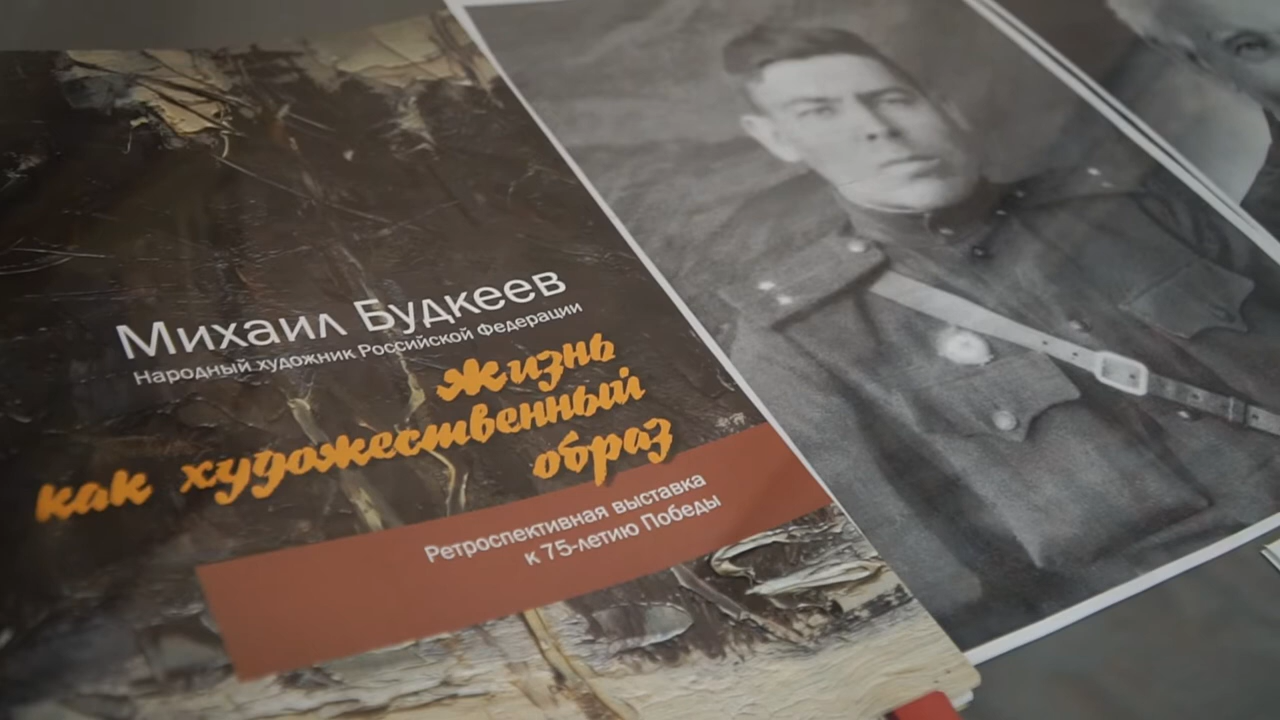 Михаил Будкеев
Народный художник Российской Федерации
жизнь
как художественный
образ
Ретроспективная выставка
к 75-летию Победы